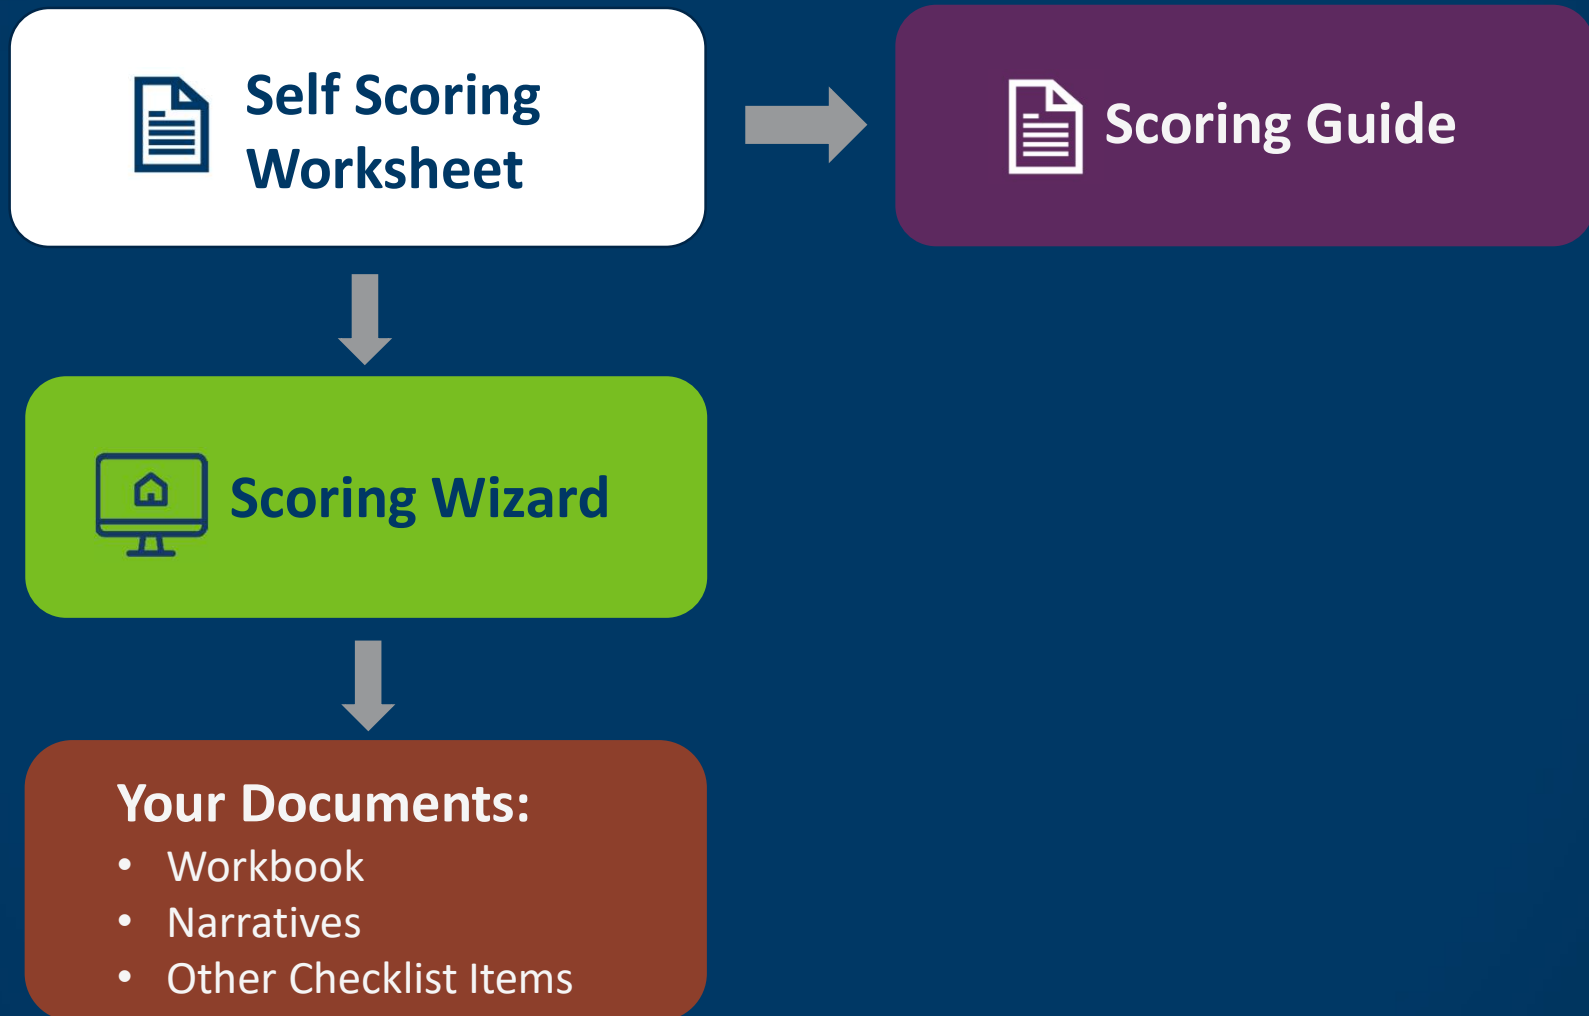 Self Scoring
Worksheet
Scoring Guide
Scoring Wizard
Your Documents:
• Workbook
• Narratives
• Other Checklist Items